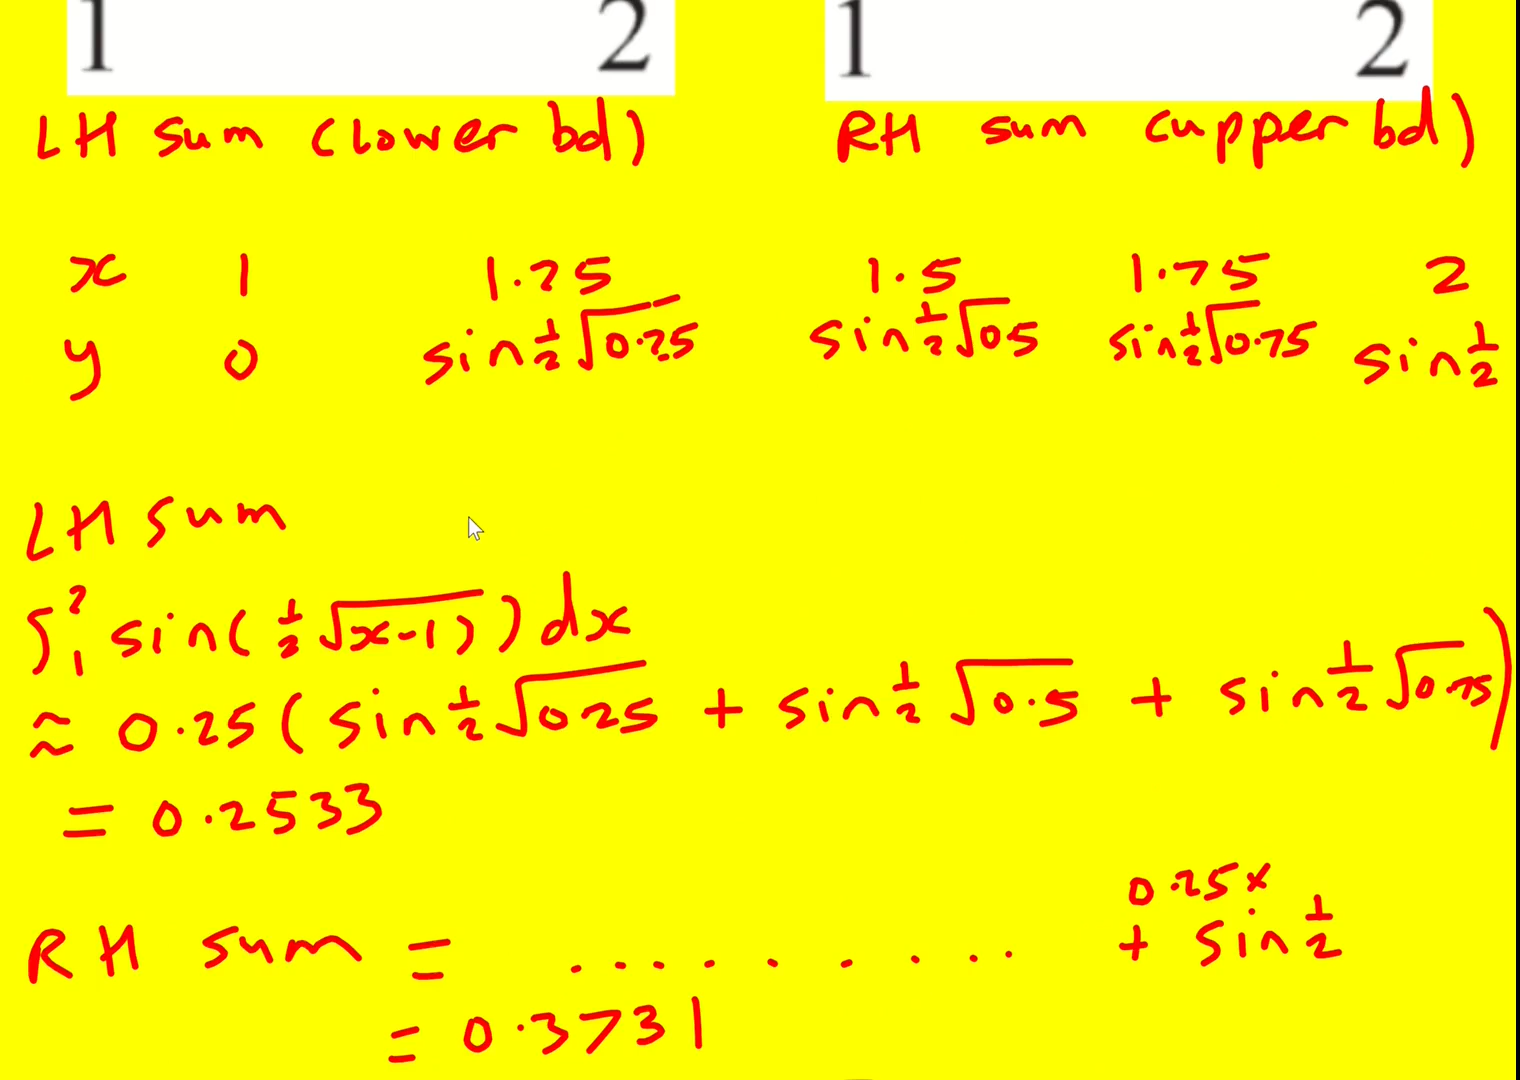 1 2 1 2
LH sum (lower bd) RH sum (upper bd)
x 1 1.25 1.5 1.75 2
y 0 sin½√0.25 sin½√0.5 sin½√0.75 sin½
LH sum
∫₁² sin(½√(x-1)) dx
≈ 0.25(sin½√025 + sin½√0.5 + sin½√0.75)
= 0.2533
0.25×
RH sum = .......... + sin½
= 0.3731